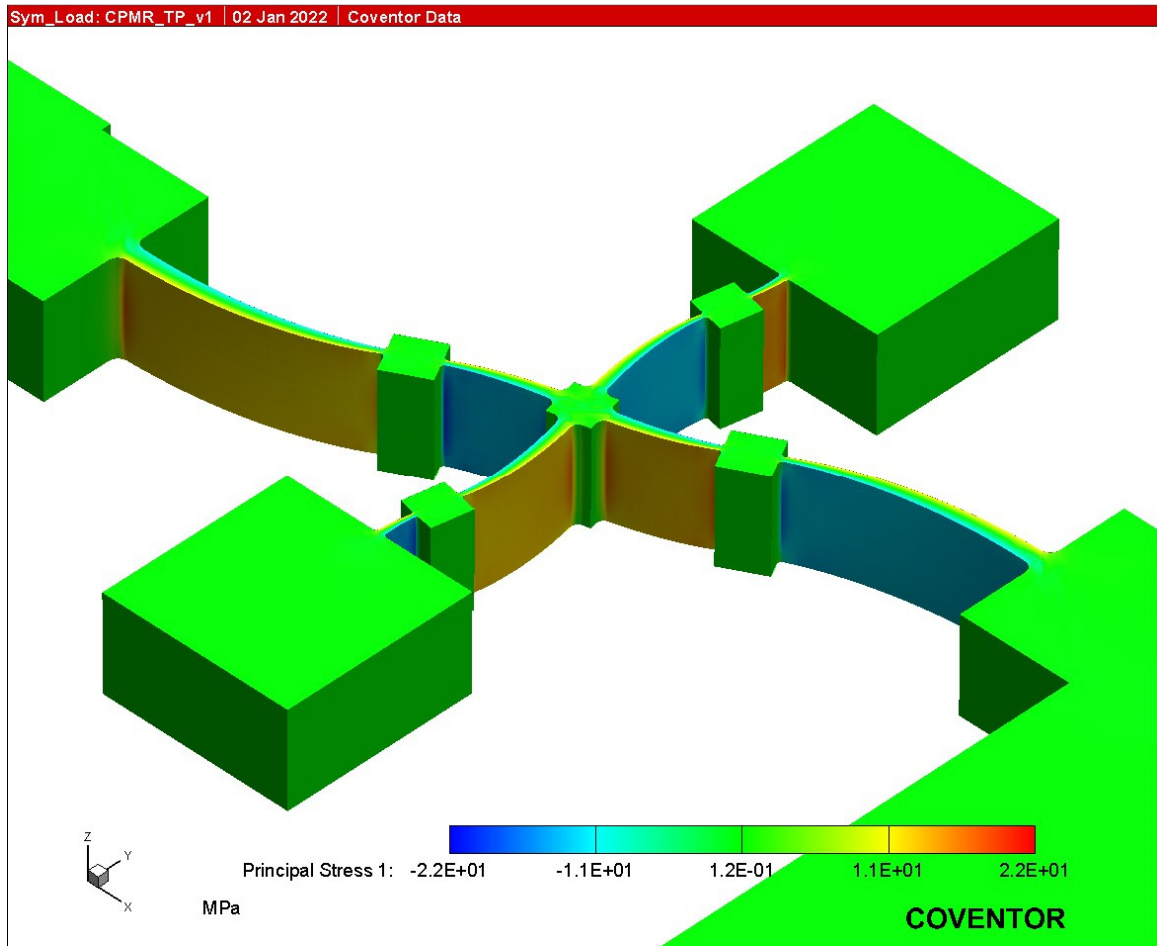 Sym_Load: CPMR_TP_v1 | 02 Jan 2022 | Coventor Data
Z
Y
X
Principal Stress 1: -2.2E+01 -1.1E+01 1.2E-01 1.1E+01 2.2E+01
MPa
COVENTOR